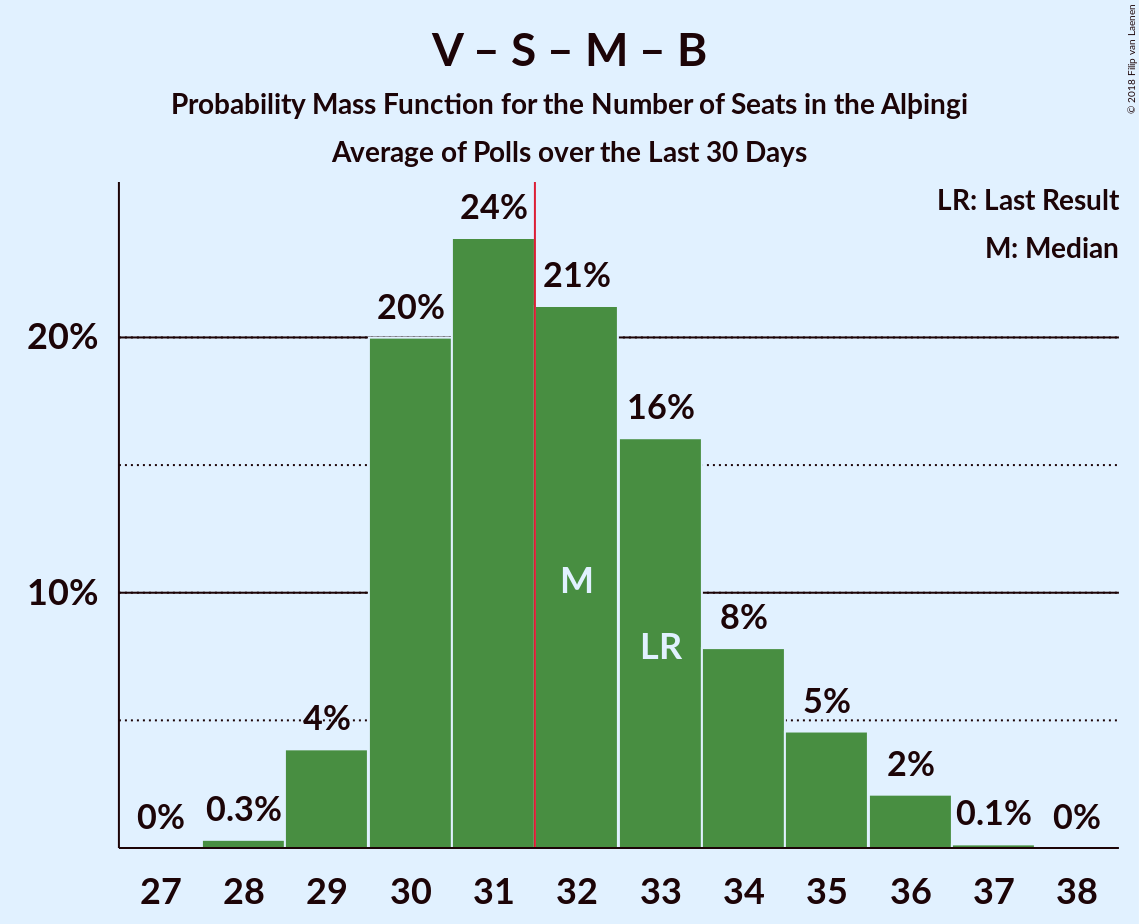 V – S – M – B
Probability Mass Function for the Number of Seats in the Alþingi
Average of Polls over the Last 30 Days
© 2018 Filip van Laenen
LR: Last Result
M: Median
20%
10%
0%
0.3%
4%
20%
24%
21%
16%
8%
5%
2%
0.1%
0%
M
LR
27 28 29 30 31 32 33 34 35 36 37 38